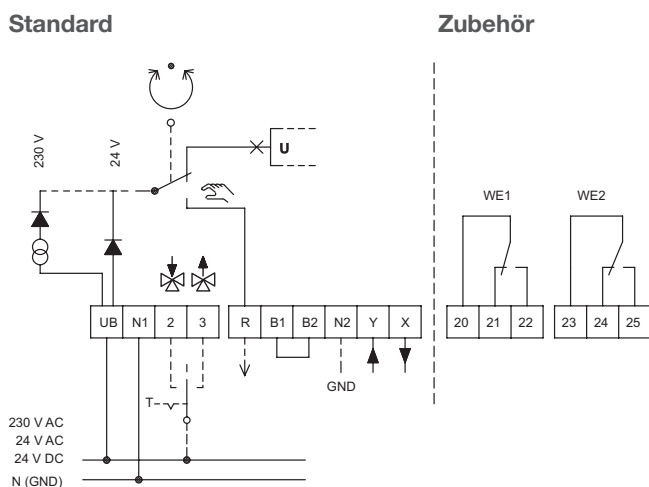 Standard
Zubehör
230 V
24 V
U
WE1
WE2
UB N1 2 3
R B1 B2 N2 Y X
20 21 22
23 24 25
GND
T
230 V AC
24 V AC
24 V DC
N (GND)